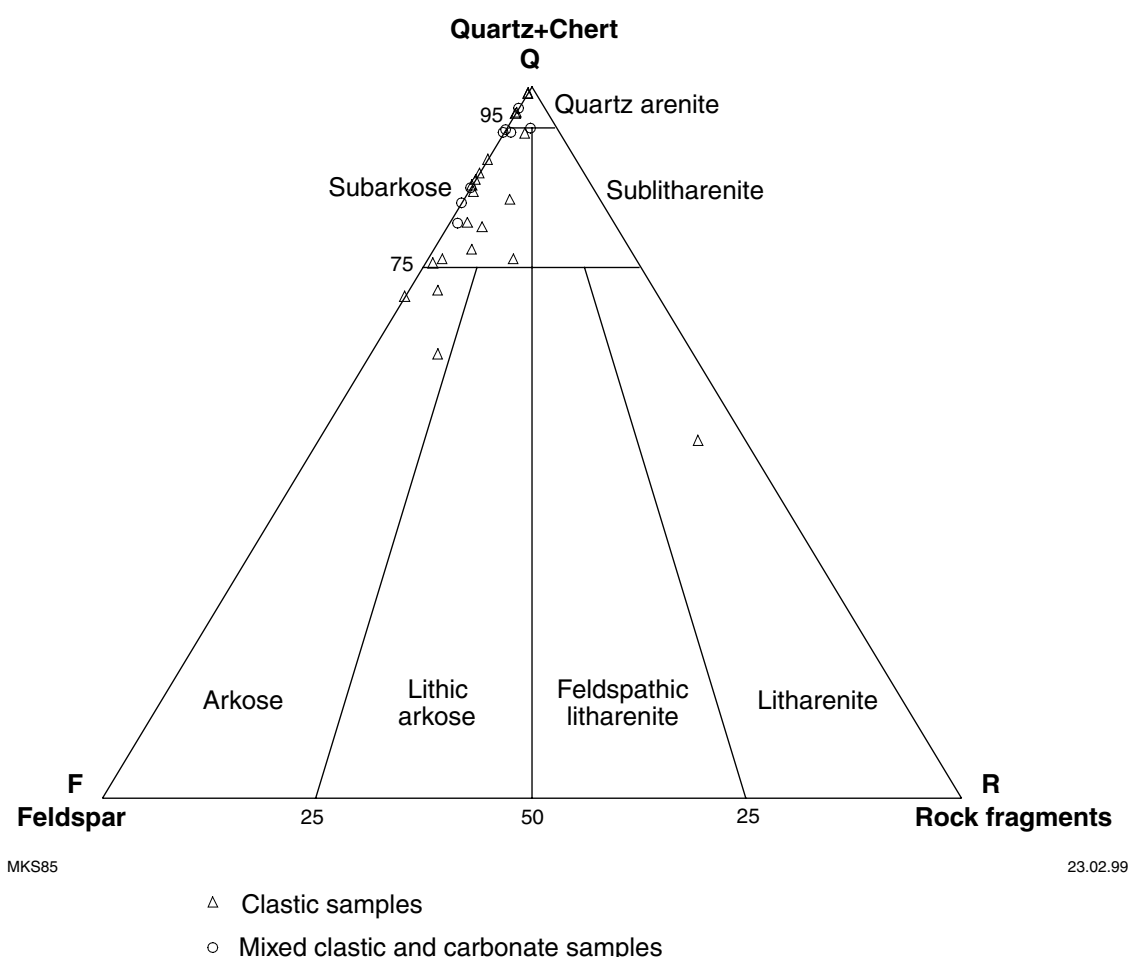 Quartz+Chert
Q
95
Quartz arenite
Subarkose
Sublitharenite
75
Arkose
Lithic
arkose
Feldspathic
litharenite
Litharenite
F
R
Feldspar
25
50
25
Rock fragments
MKS85
23.02.99
Clastic samples
Mixed clastic and carbonate samples